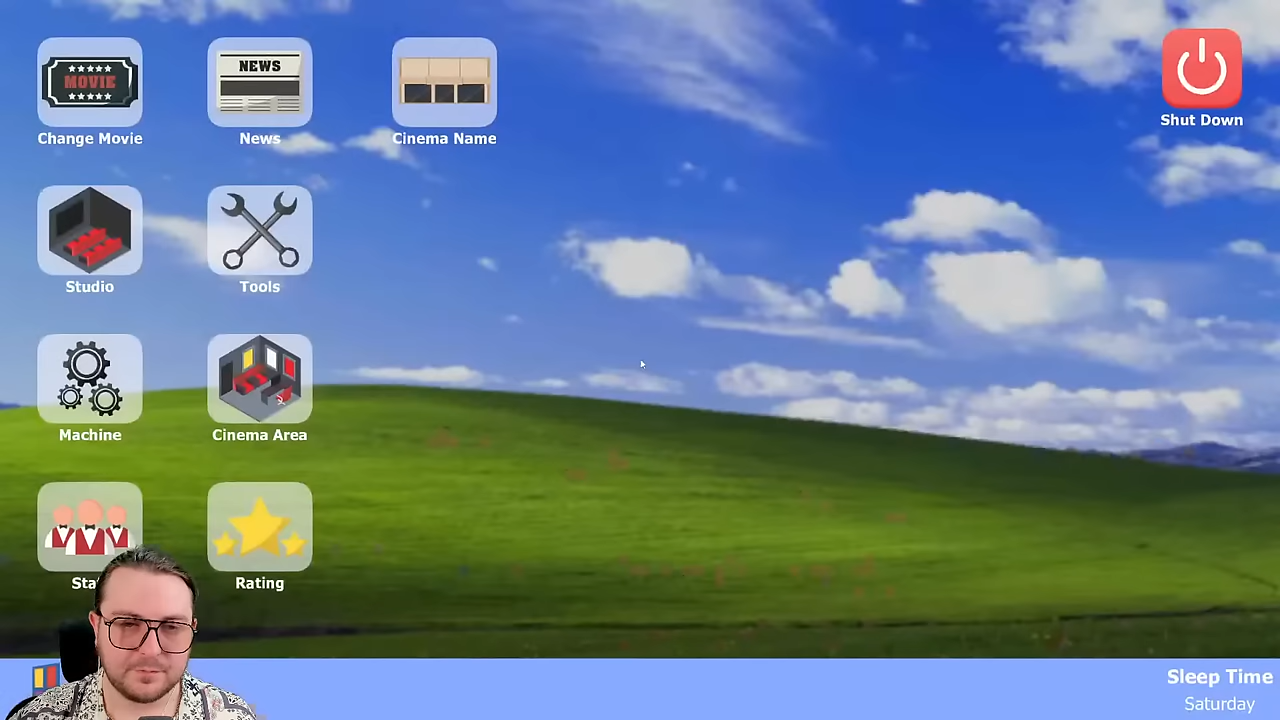 MOVIE
Change Movie
NEWS
News
Cinema Name
Shut Down
Studio
Tools
Machine
Cinema Area
Rating
Sleep Time
Saturday